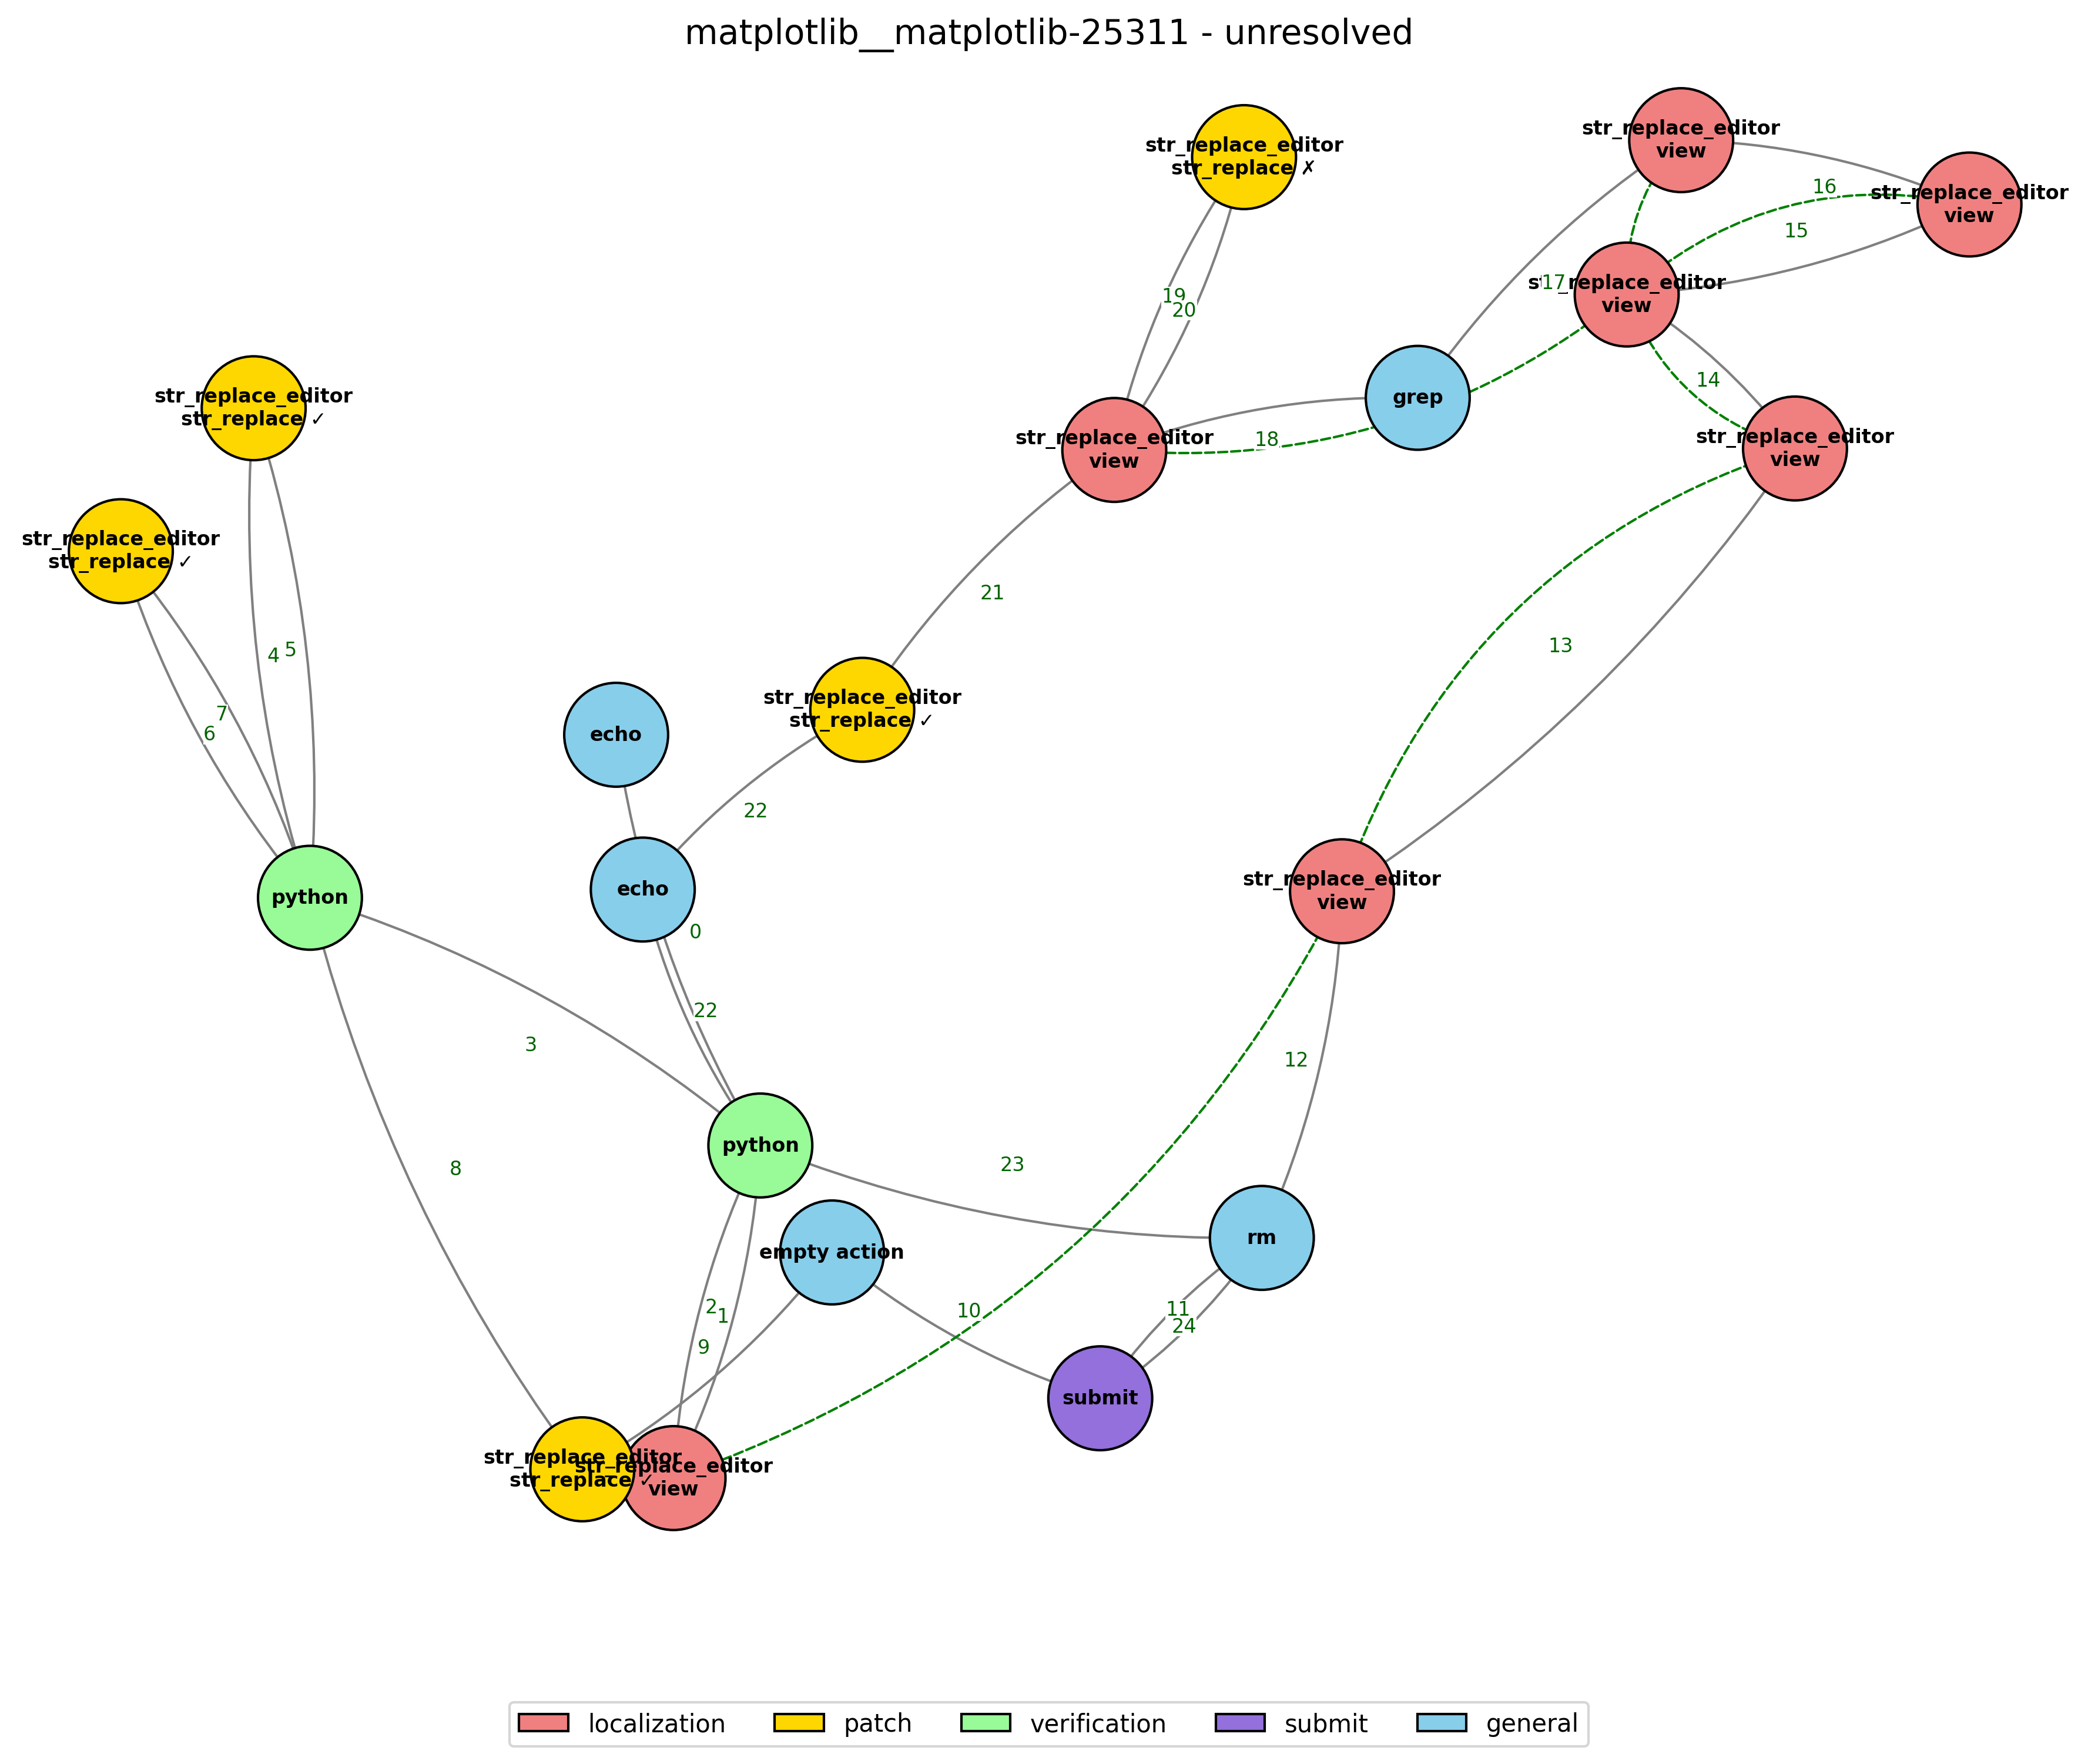 matplotlib__matplotlib-25311 - unresolved
str_replace_editor
view
str_replace_editor
str_replace ✗
16
str_replace_editor
view
15
17
str_replace_editor
view
19
20
14
str_replace_editor
str_replace ✓
grep
18
str_replace_editor
view
str_replace_editor
view
str_replace_editor
str_replace ✓
21
13
4
5
7
6
str_replace_editor
str_replace ✓
echo
22
str_replace_editor
view
echo
python
0
22
3
12
python
8
23
rm
empty action
2
1
10
11
24
9
submit
str_replace_editor
str_replace ✓
str_replace_editor
view
localization
patch
verification
submit
general